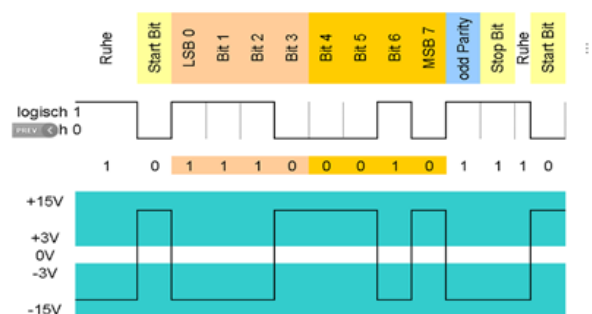 Ruhe Start Bit LSB 0 Bit 1 Bit 2 Bit 3 Bit 4 Bit 5 Bit 6 MSB 7 odd Parity Stop Bit Ruhe Start Bit ...
logisch 1
PREV h 0
1 0 1 1 1 0 0 0 1 0 1 1 1 0
+15V
+3V
0V
-3V
-15V